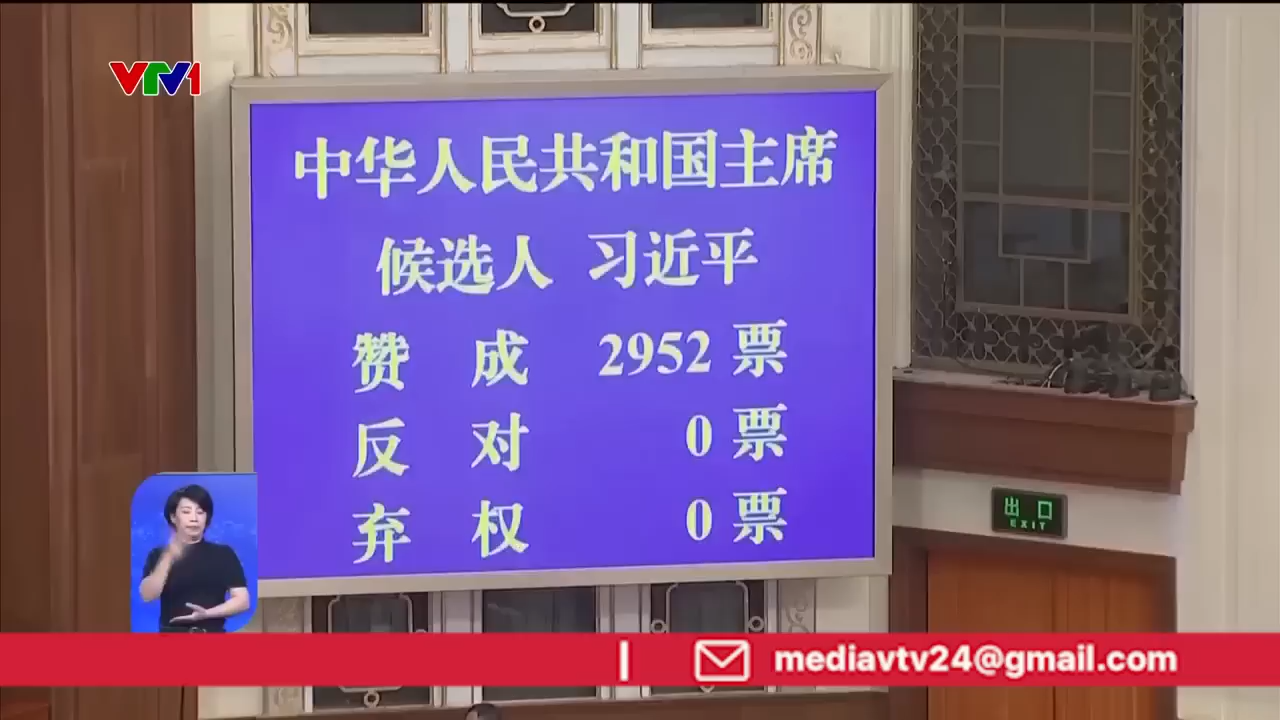 VTV1
中华人民共和国主席
候选人 习近平
赞 成 2952 票
反 对 0 票
弃 权 0 票
出 口
EXIT
| mediavtv24@gmail.com